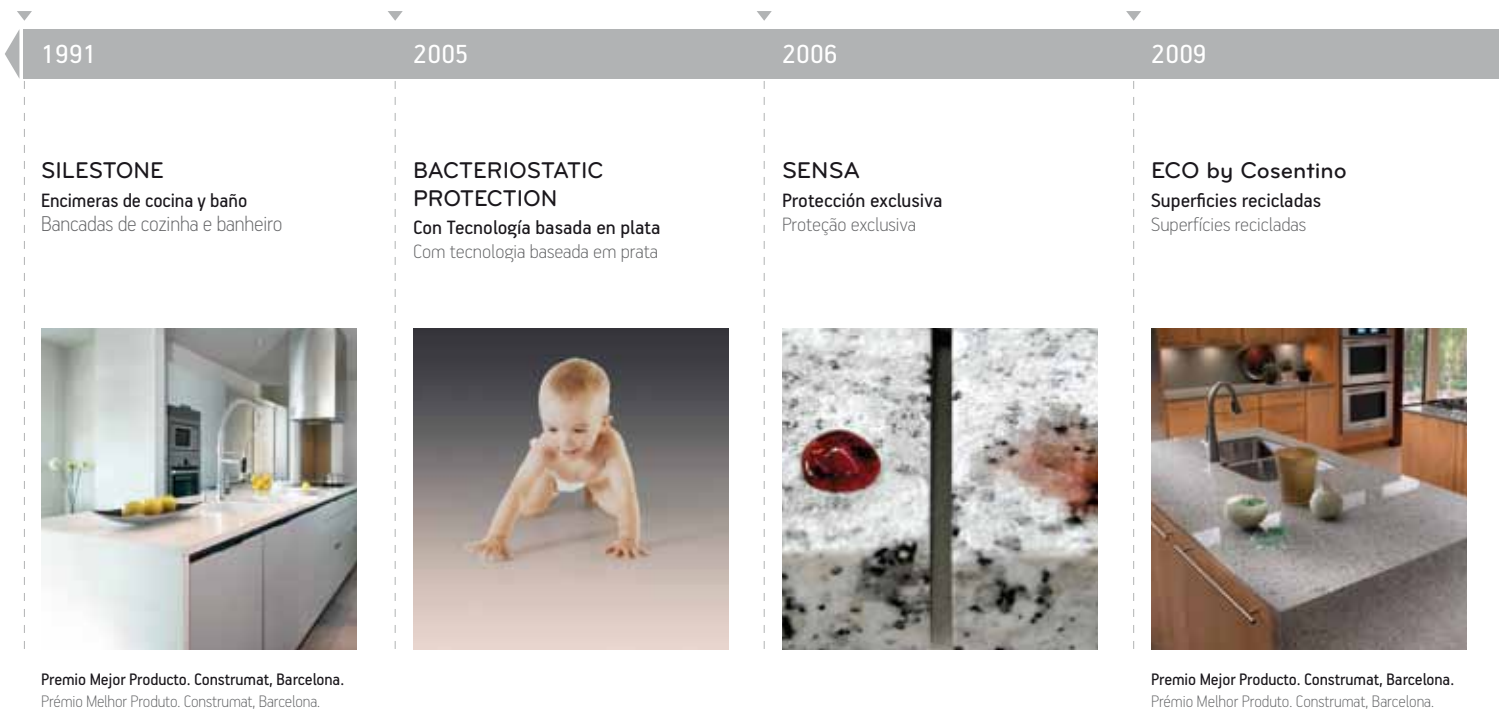 1991
2005
2006
2009
SILESTONE
Encimeras de cocina y baño
Bancadas de cozinha e banheiro
BACTERIOSTATIC
PROTECTION
Con Tecnología basada en plata
Com tecnologia baseada em prata
SENSA
Protección exclusiva
Proteção exclusiva
ECO by Cosentino
Superficies recicladas
Superfícies recicladas
Premio Mejor Producto. Construmat, Barcelona.
Prémio Melhor Produto. Construmat, Barcelona.
Premio Mejor Producto. Construmat, Barcelona.
Prémio Melhor Produto. Construmat, Barcelona.